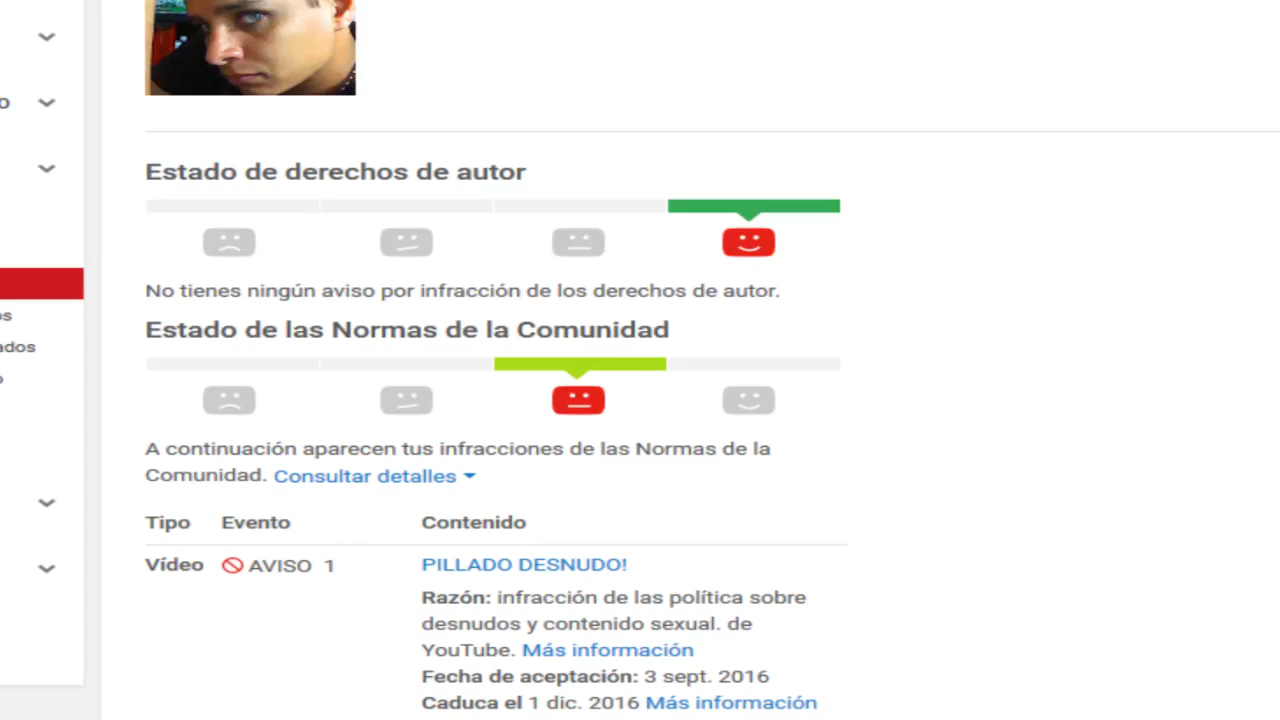 o
Estado de derechos de autor
No tienes ningún aviso por infracción de los derechos de autor.
os
ados
o
Estado de las Normas de la Comunidad
A continuación aparecen tus infracciones de las Normas de la
Comunidad. Consultar detalles
Tipo Evento Contenido
Vídeo AVISO 1 PILLADO DESNUDO!
Razón: infracción de las política sobre
desnudos y contenido sexual. de
YouTube. Más información
Fecha de aceptación: 3 sept. 2016
Caduca el 1 dic. 2016 Más información